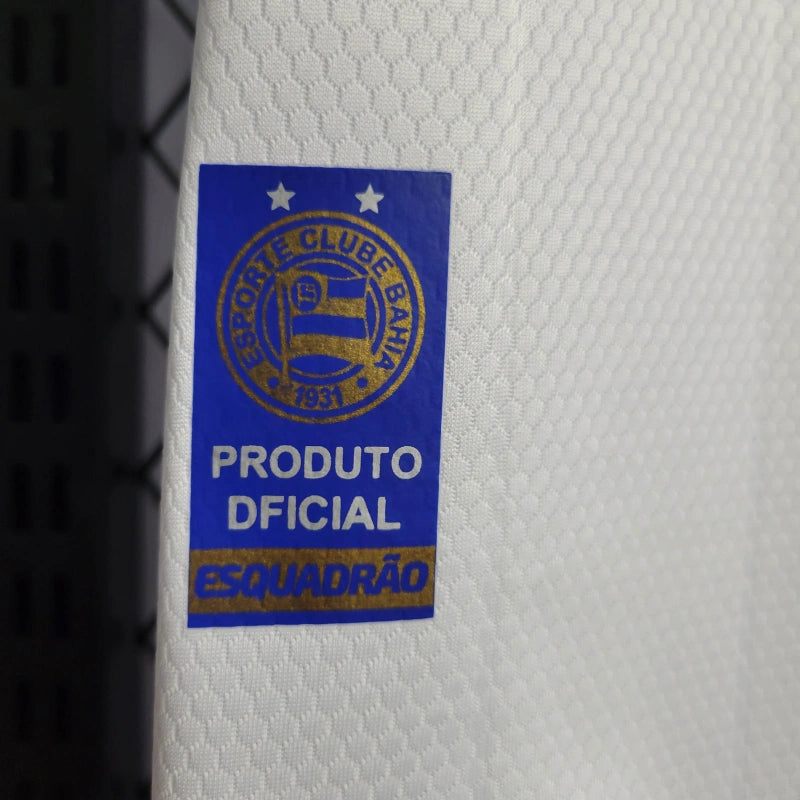 ESPORTE CLUBE BAHIA
1931
PRODUTO
DFICIAL
ESQUADRÃO